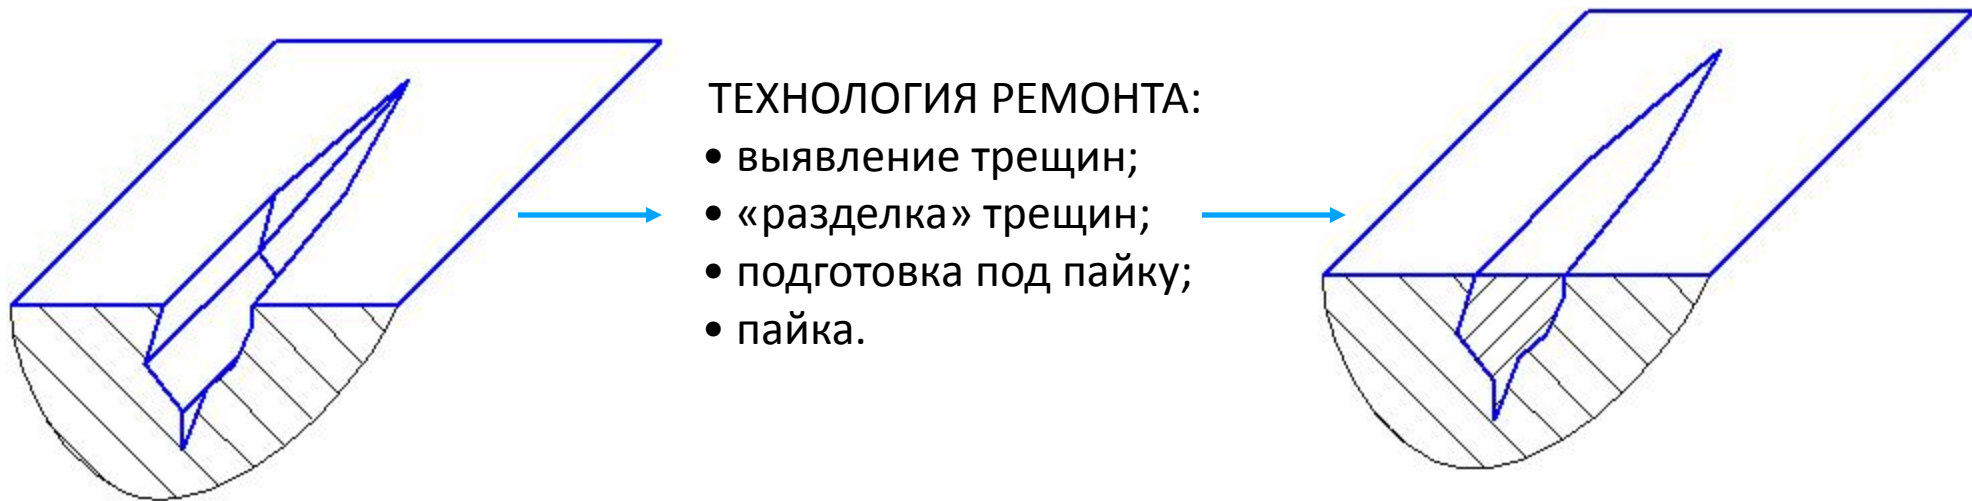 ТЕХНОЛОГИЯ РЕМОНТА:
• выявление трещин;
• «разделка» трещин;
• подготовка под пайку;
• пайка.